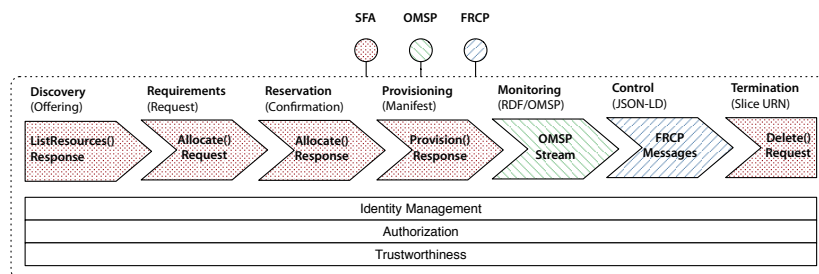 SFA OMSP FRCP
Discovery Requirements Reservation Provisioning Monitoring Control Termination
(Offering) (Request) (Confirmation) (Manifest) (RDF/OMSP) (JSON-LD) (Slice URN)
ListResources() Allocate() Allocate() Provision() OMSP FRCP Delete()
Response Request Response Response Stream Messages Request
Identity Management
Authorization
Trustworthiness